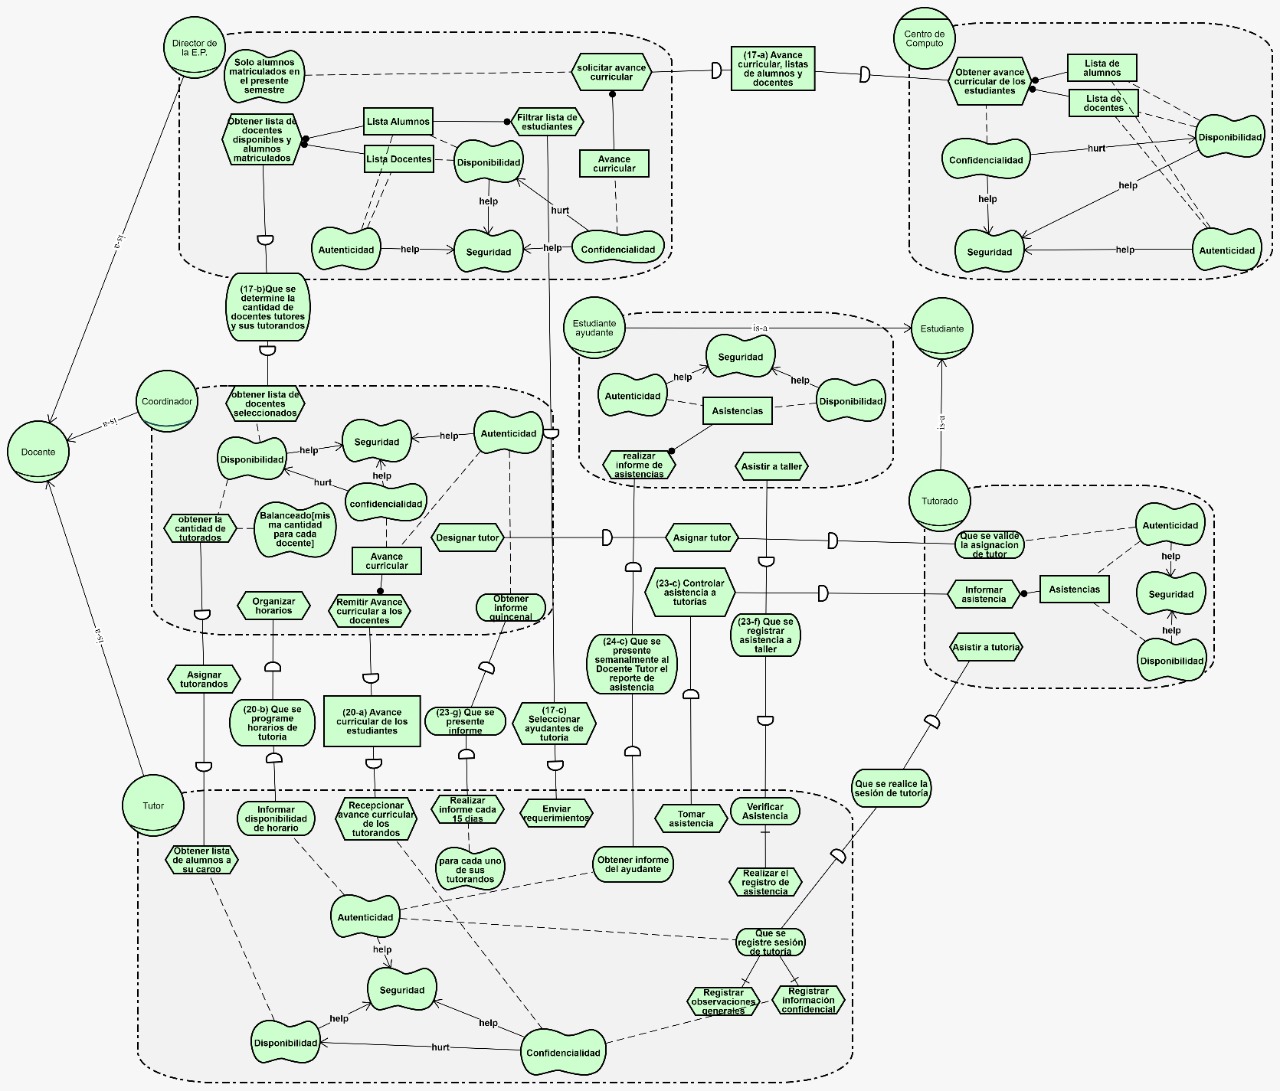 Director de
la E.P.
Solo alumnos
matriculados en
el presente
semestre
solicitar avance
curricular
(17-a) Avance
curricular, listas
de alumnos y
docentes
Centro de
Computo
Obtener avance
curricular de los
estudiantes
Lista de
alumnos
Lista de
docentes
Disponibilidad
Confidencialidad
hurt
help
help
Seguridad
help
Autenticidad
Obtener lista de
docentes
disponibles y
alumnos
matriculados
Lista Alumnos
Lista Docentes
Filtrar lista de
estudiantes
Disponibilidad
Avance
curricular
help
hurt
Autenticidad
help
Seguridad
help
Confidencialidad
is-a
(17-b)Que se
determine la
cantidad de
docentes tutores
y sus tutorandos
Estudiante
ayudante
is-a
Estudiante
Seguridad
help
help
Autenticidad
Asistencias
Disponibilidad
realizar
informe de
asistencias
Asistir a taller
is-a
Coordinador
obtener lista de
docentes
seleccionados
is-a
Docente
Disponibilidad
help
Seguridad
help
Autenticidad
hurt
help
confidencialidad
obtener la
cantidad de
tutorados
Balanceado[mis
ma cantidad
para cada
docente]
Avance
curricular
Designar tutor
Asignar tutor
Organizar
horarios
Remitir Avance
curricular a los
docentes
Obtener
informe
quincenal
Tutorado
Que se valide
la asignacion
de tutor
Autenticidad
help
Informar
asistencia
Asistencias
Seguridad
help
Asistir a tutoria
Disponibilidad
(23-c) Controlar
asistencia a
tutorias
(24-c) Que se
presente
semanalmente al
Docente Tutor el
reporte de
asistencia
(23-f) Que se
registrar
asistencia a
taller
is-a
Asignar
tutorandos
(20-b) Que se
programe
horarios de
tutoria
(20-a) Avance
curricular de los
estudiantes
(23-g) Que se
presente
informe
(17-c)
Seleccionar
ayudantes de
tutoria
Que se realice la
sesión de tutoría
Tutor
Informar
disponibilidad
de horario
Recepcionar
avance curricular
de los
tutorandos
Realizar
informe cada
15 dias
Enviar
requerimientos
Tomar
asistencia
Verificar
Asistencia
Obtener lista
de alumnos a
su cargo
para cada uno
de sus
tutorandos
Obtener informe
del ayudante
Realizar el
registro de
asistencia
Autenticidad
help
Que se
registre sesión
de tutoría
Seguridad
Registrar
observaciones
generales
Registrar
información
confidencial
help
help
Disponibilidad
hurt
Confidencialidad